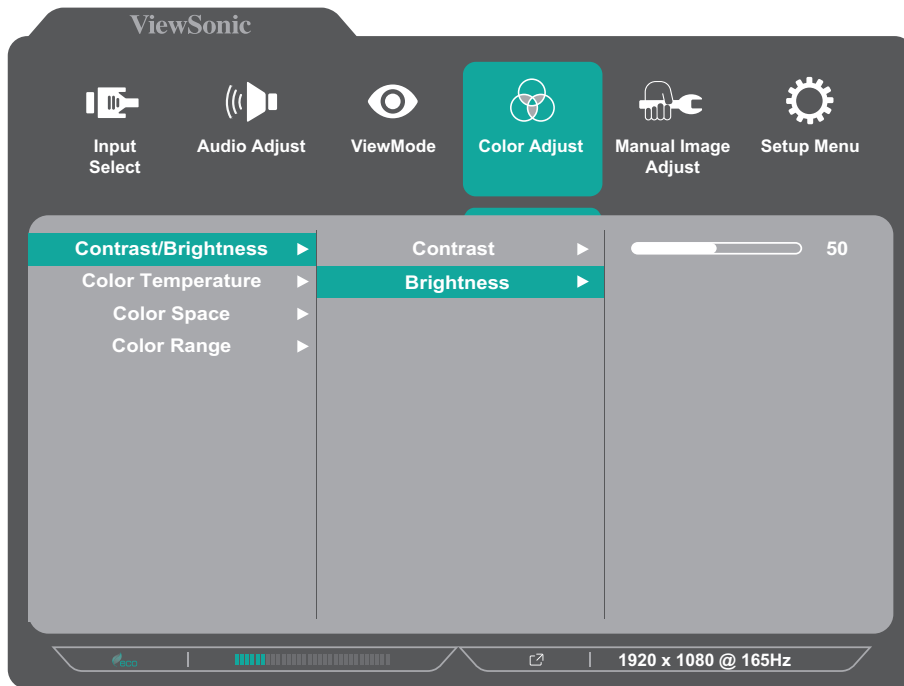 ViewSonic
Input
Select
Audio Adjust
ViewMode
Color Adjust
Manual Image
Adjust
Setup Menu
Contrast/Brightness
Color Temperature
Color Space
Color Range
Contrast
Brightness
50
eco
1920 x 1080 @ 165Hz